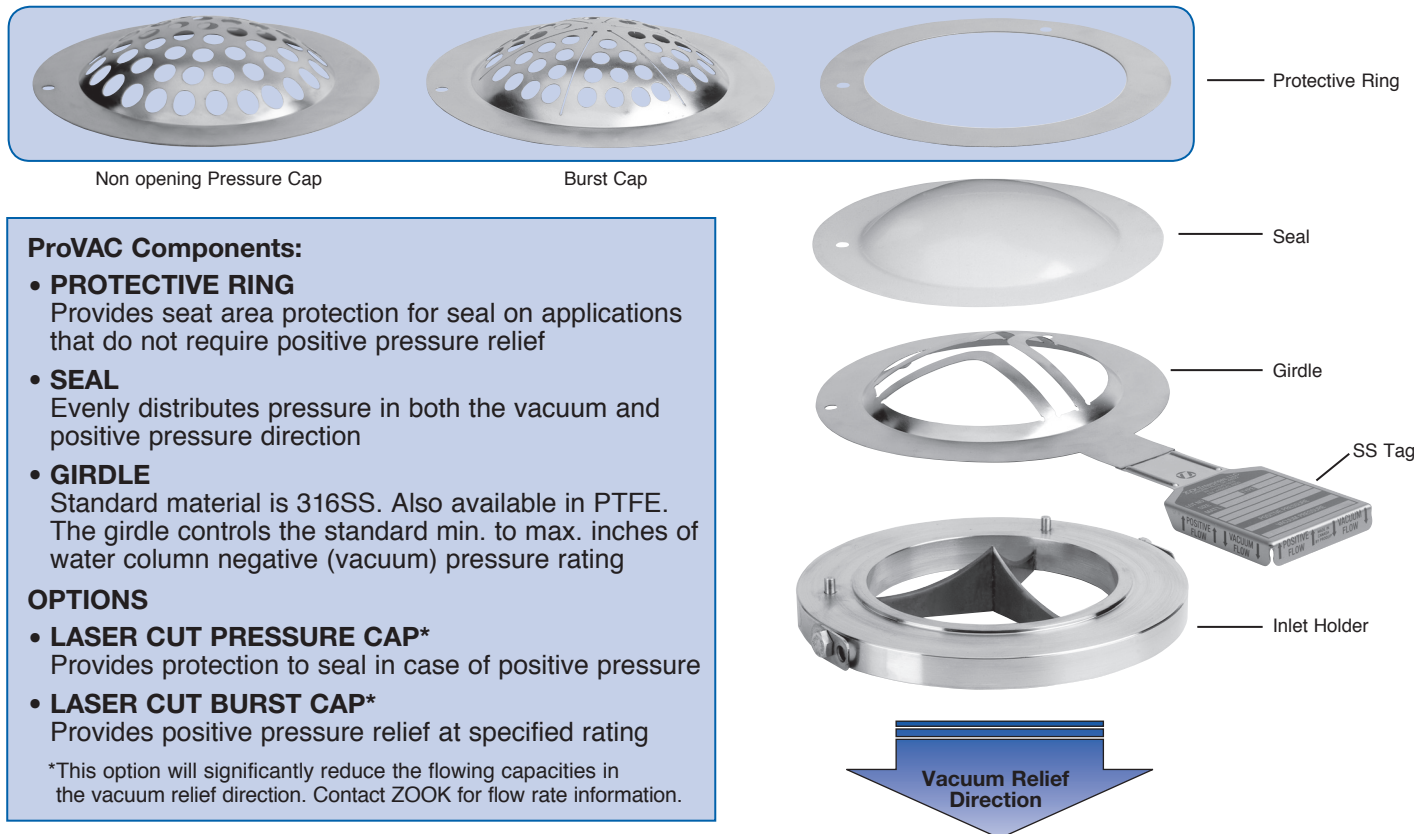 Protective Ring
Non opening Pressure Cap
Burst Cap
Seal
Girdle
SS Tag
POSITIVE FLOW
VACUUM FLOW
POSITIVE FLOW
VACUUM FLOW
Inlet Holder
Vacuum Relief
Direction
ProVAC Components:
• PROTECTIVE RING
Provides seat area protection for seal on applications
that do not require positive pressure relief
• SEAL
Evenly distributes pressure in both the vacuum and
positive pressure direction
• GIRDLE
Standard material is 316SS. Also available in PTFE.
The girdle controls the standard min. to max. inches of
water column negative (vacuum) pressure rating
OPTIONS
• LASER CUT PRESSURE CAP*
Provides protection to seal in case of positive pressure
• LASER CUT BURST CAP*
Provides positive pressure relief at specified rating
*This option will significantly reduce the flowing capacities in
the vacuum relief direction. Contact ZOOK for flow rate information.